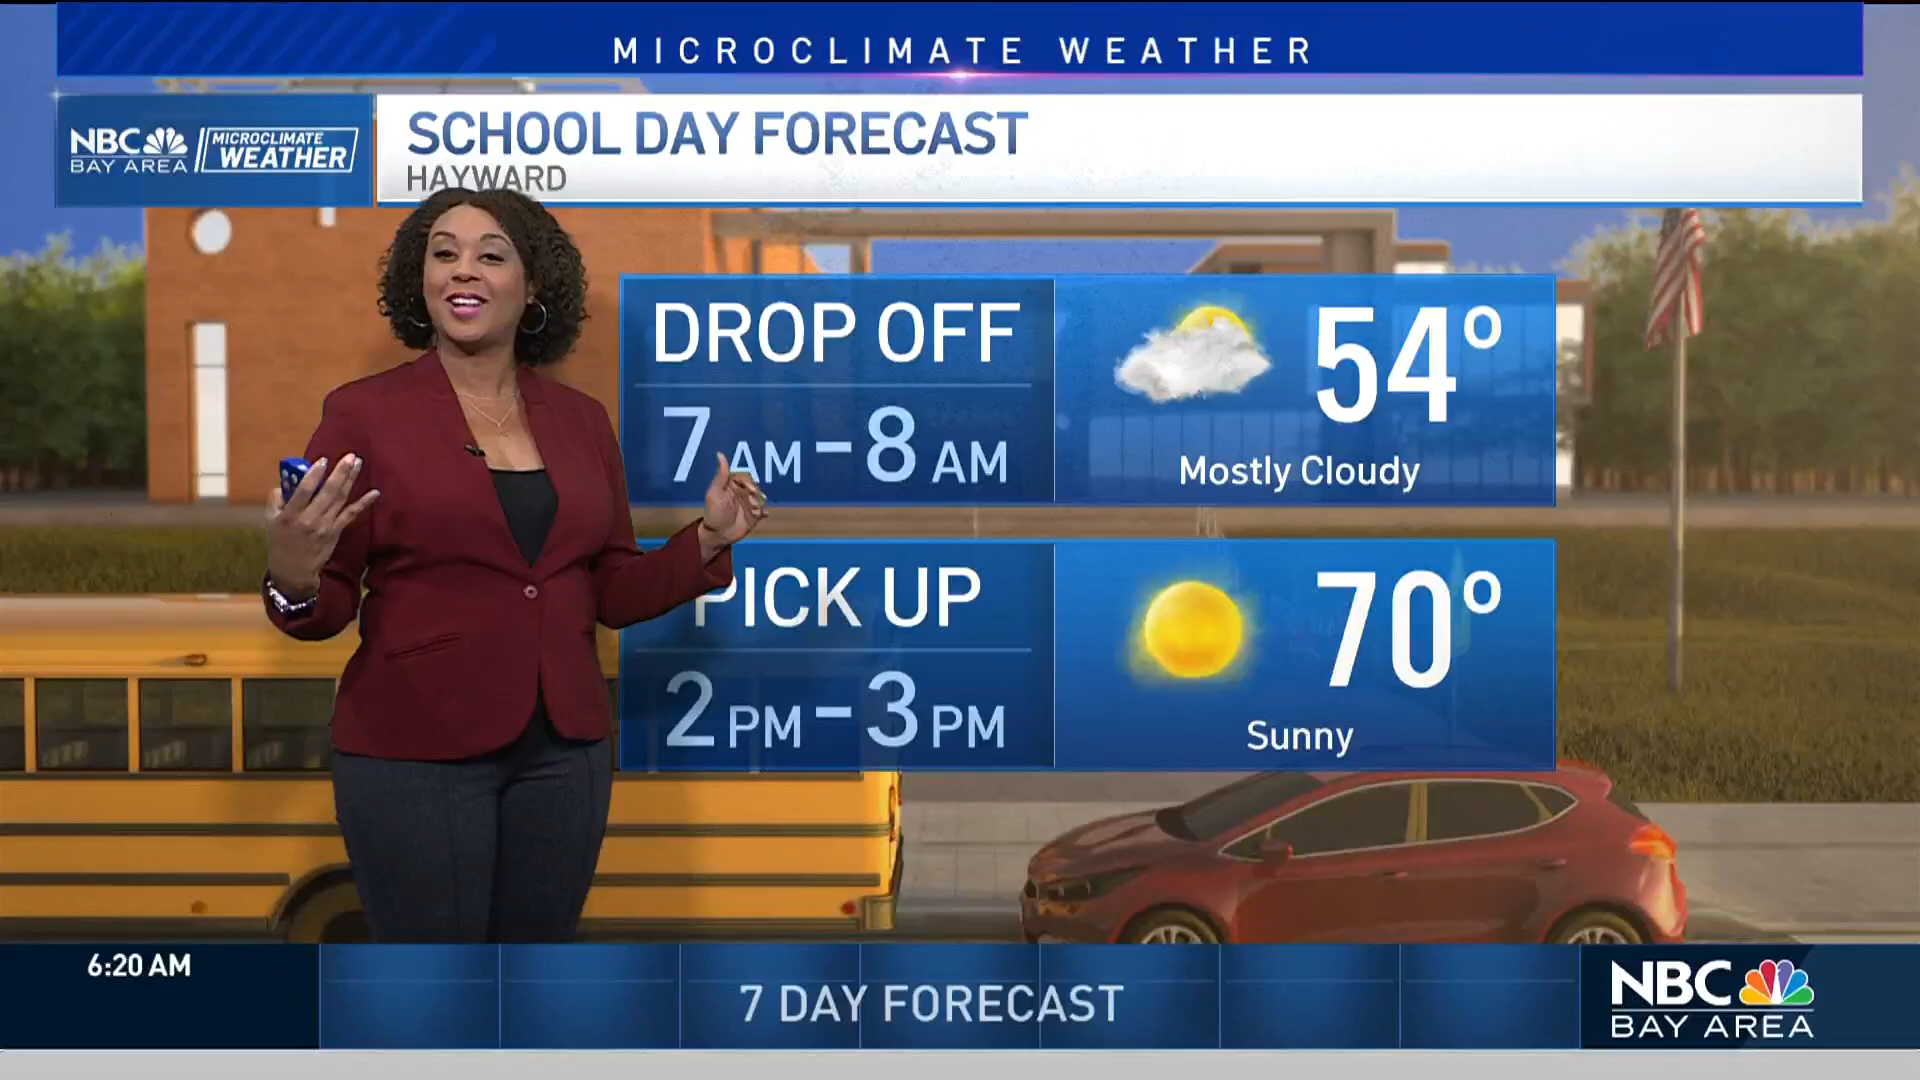 MICROCLIMATE WEATHER
NBC
BAY AREA
MICROCLIMATE
WEATHER
SCHOOL DAY FORECAST
HAYWARD
DROP OFF
7 AM – 8 AM
54°
Mostly Cloudy
PICK UP
2 PM – 3 PM
70°
Sunny
6:20 AM
7 DAY FORECAST
NBC
BAY AREA